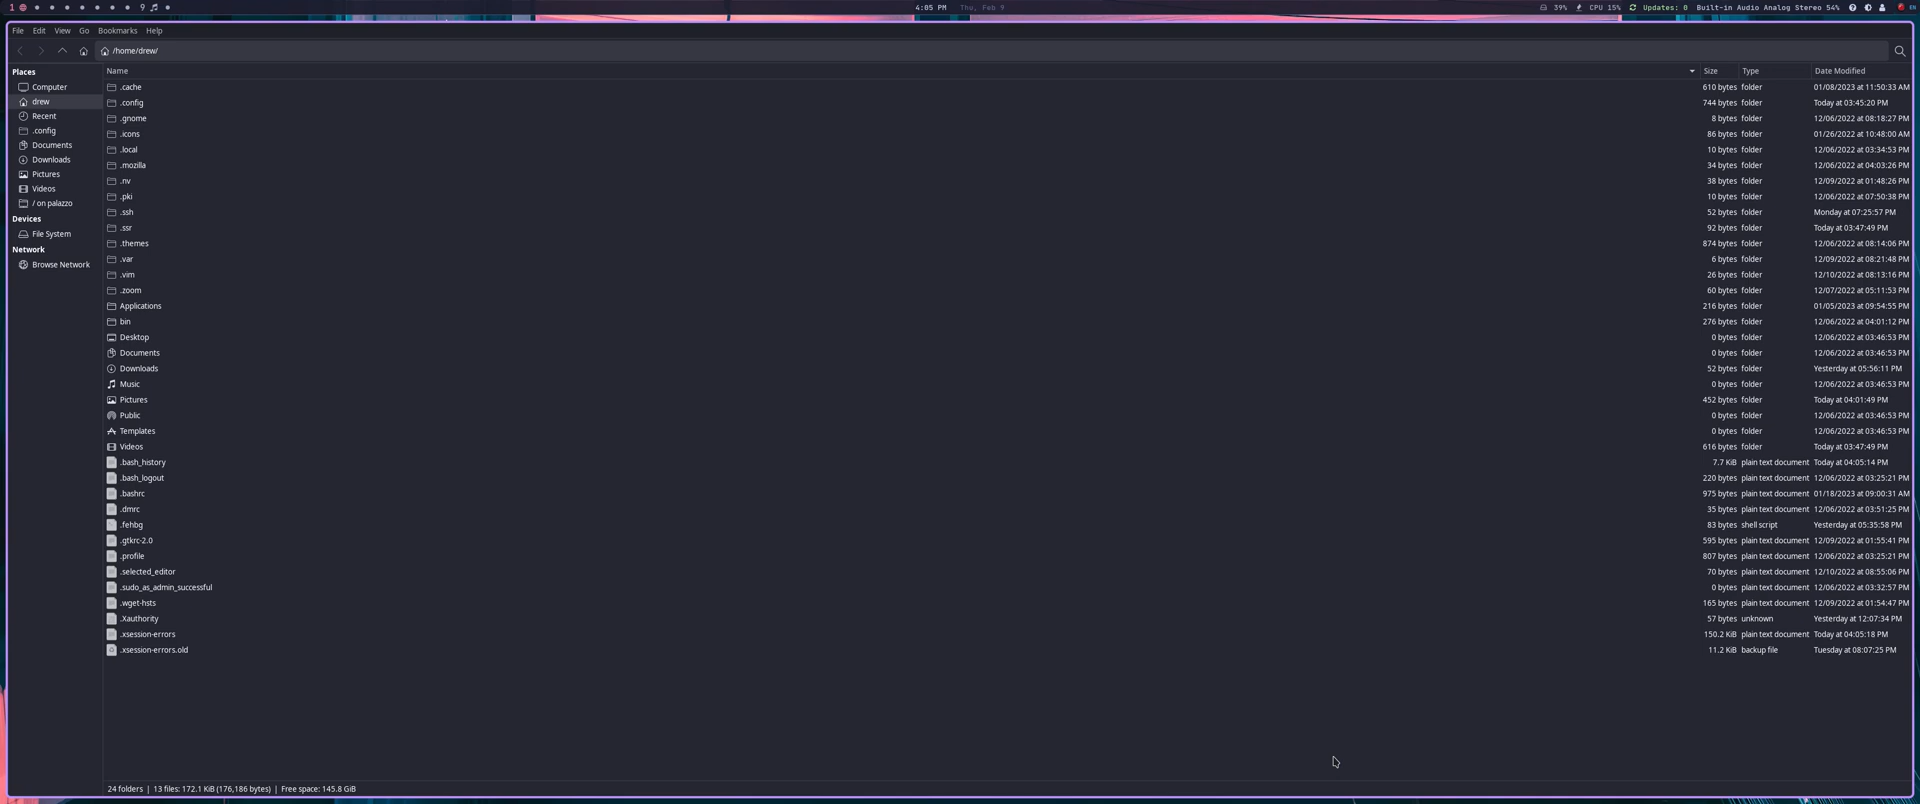 1 9 4:05 PM Thu, Feb 9 39% CPU 15% Updates: 0 Built-in Audio Analog Stereo 54% EN
File Edit View Go Bookmarks Help
/home/drew/
Places
Computer
drew
Recent
.config
Documents
Downloads
Pictures
Videos
/ on palazzo
Devices
File System
Network
Browse Network
Name Size Type Date Modified
.cache 610 bytes folder 01/08/2023 at 11:50:33 AM
.config 744 bytes folder Today at 03:45:20 PM
.gnome 8 bytes folder 12/06/2022 at 08:18:27 PM
.icons 86 bytes folder 01/26/2022 at 10:48:00 AM
.local 10 bytes folder 12/06/2022 at 03:34:53 PM
.mozilla 34 bytes folder 12/06/2022 at 04:03:26 PM
.nv 38 bytes folder 12/09/2022 at 01:48:26 PM
.pki 10 bytes folder 12/06/2022 at 07:50:38 PM
.ssh 52 bytes folder Monday at 07:25:57 PM
.ssr 92 bytes folder Today at 03:47:49 PM
.themes 874 bytes folder 12/06/2022 at 08:14:06 PM
.var 6 bytes folder 12/09/2022 at 08:21:48 PM
.vim 26 bytes folder 12/10/2022 at 08:13:16 PM
.zoom 60 bytes folder 12/07/2022 at 05:11:53 PM
Applications 216 bytes folder 01/05/2023 at 09:54:55 PM
bin 276 bytes folder 12/06/2022 at 04:01:12 PM
Desktop 0 bytes folder 12/06/2022 at 03:46:53 PM
Documents 0 bytes folder 12/06/2022 at 03:46:53 PM
Downloads 52 bytes folder Yesterday at 05:56:11 PM
Music 0 bytes folder 12/06/2022 at 03:46:53 PM
Pictures 452 bytes folder Today at 04:01:49 PM
Public 0 bytes folder 12/06/2022 at 03:46:53 PM
Templates 0 bytes folder 12/06/2022 at 03:46:53 PM
Videos 616 bytes folder Today at 03:47:49 PM
.bash_history 7.7 KiB plain text document Today at 04:05:14 PM
.bash_logout 220 bytes plain text document 12/06/2022 at 03:25:21 PM
.bashrc 975 bytes plain text document 01/18/2023 at 09:00:31 AM
.dmrc 35 bytes plain text document 12/06/2022 at 03:51:25 PM
.fehbg 83 bytes shell script Yesterday at 05:35:58 PM
.gtkrc-2.0 595 bytes plain text document 12/09/2022 at 01:55:41 PM
.profile 807 bytes plain text document 12/06/2022 at 03:25:21 PM
.selected_editor 70 bytes plain text document 12/10/2022 at 08:55:06 PM
.sudo_as_admin_successful 0 bytes plain text document 12/06/2022 at 03:32:57 PM
.wget-hsts 165 bytes plain text document 12/09/2022 at 01:54:47 PM
.Xauthority 57 bytes unknown Yesterday at 12:07:34 PM
.xsession-errors 150.2 KiB plain text document Today at 04:05:18 PM
.xsession-errors.old 11.2 KiB backup file Tuesday at 08:07:25 PM
24 folders | 13 files: 172.1 KiB (176,186 bytes) | Free space: 145.8 GiB